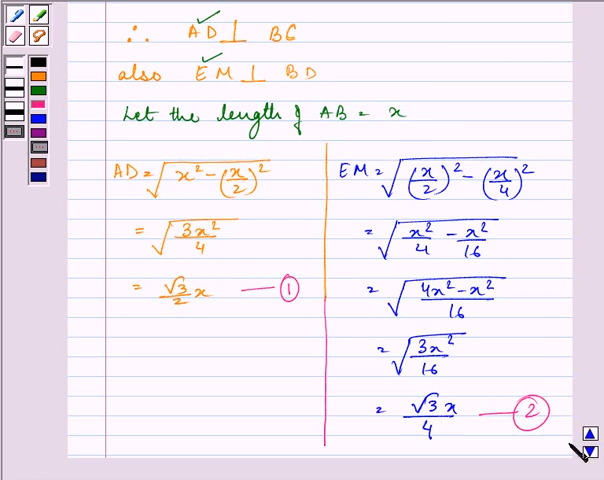 ∴ AD ⊥ BC
also EM ⊥ BD
Let the length of AB = x
AD = √(x² − (x/2)²)
= √(3x²/4)
= √3/2 x — ①
EM = √((x/2)² − (x/4)²)
= √(x²/4 − x²/16)
= √((4x² − x²)/16)
= √(3x²/16)
= √3x/4 — ②